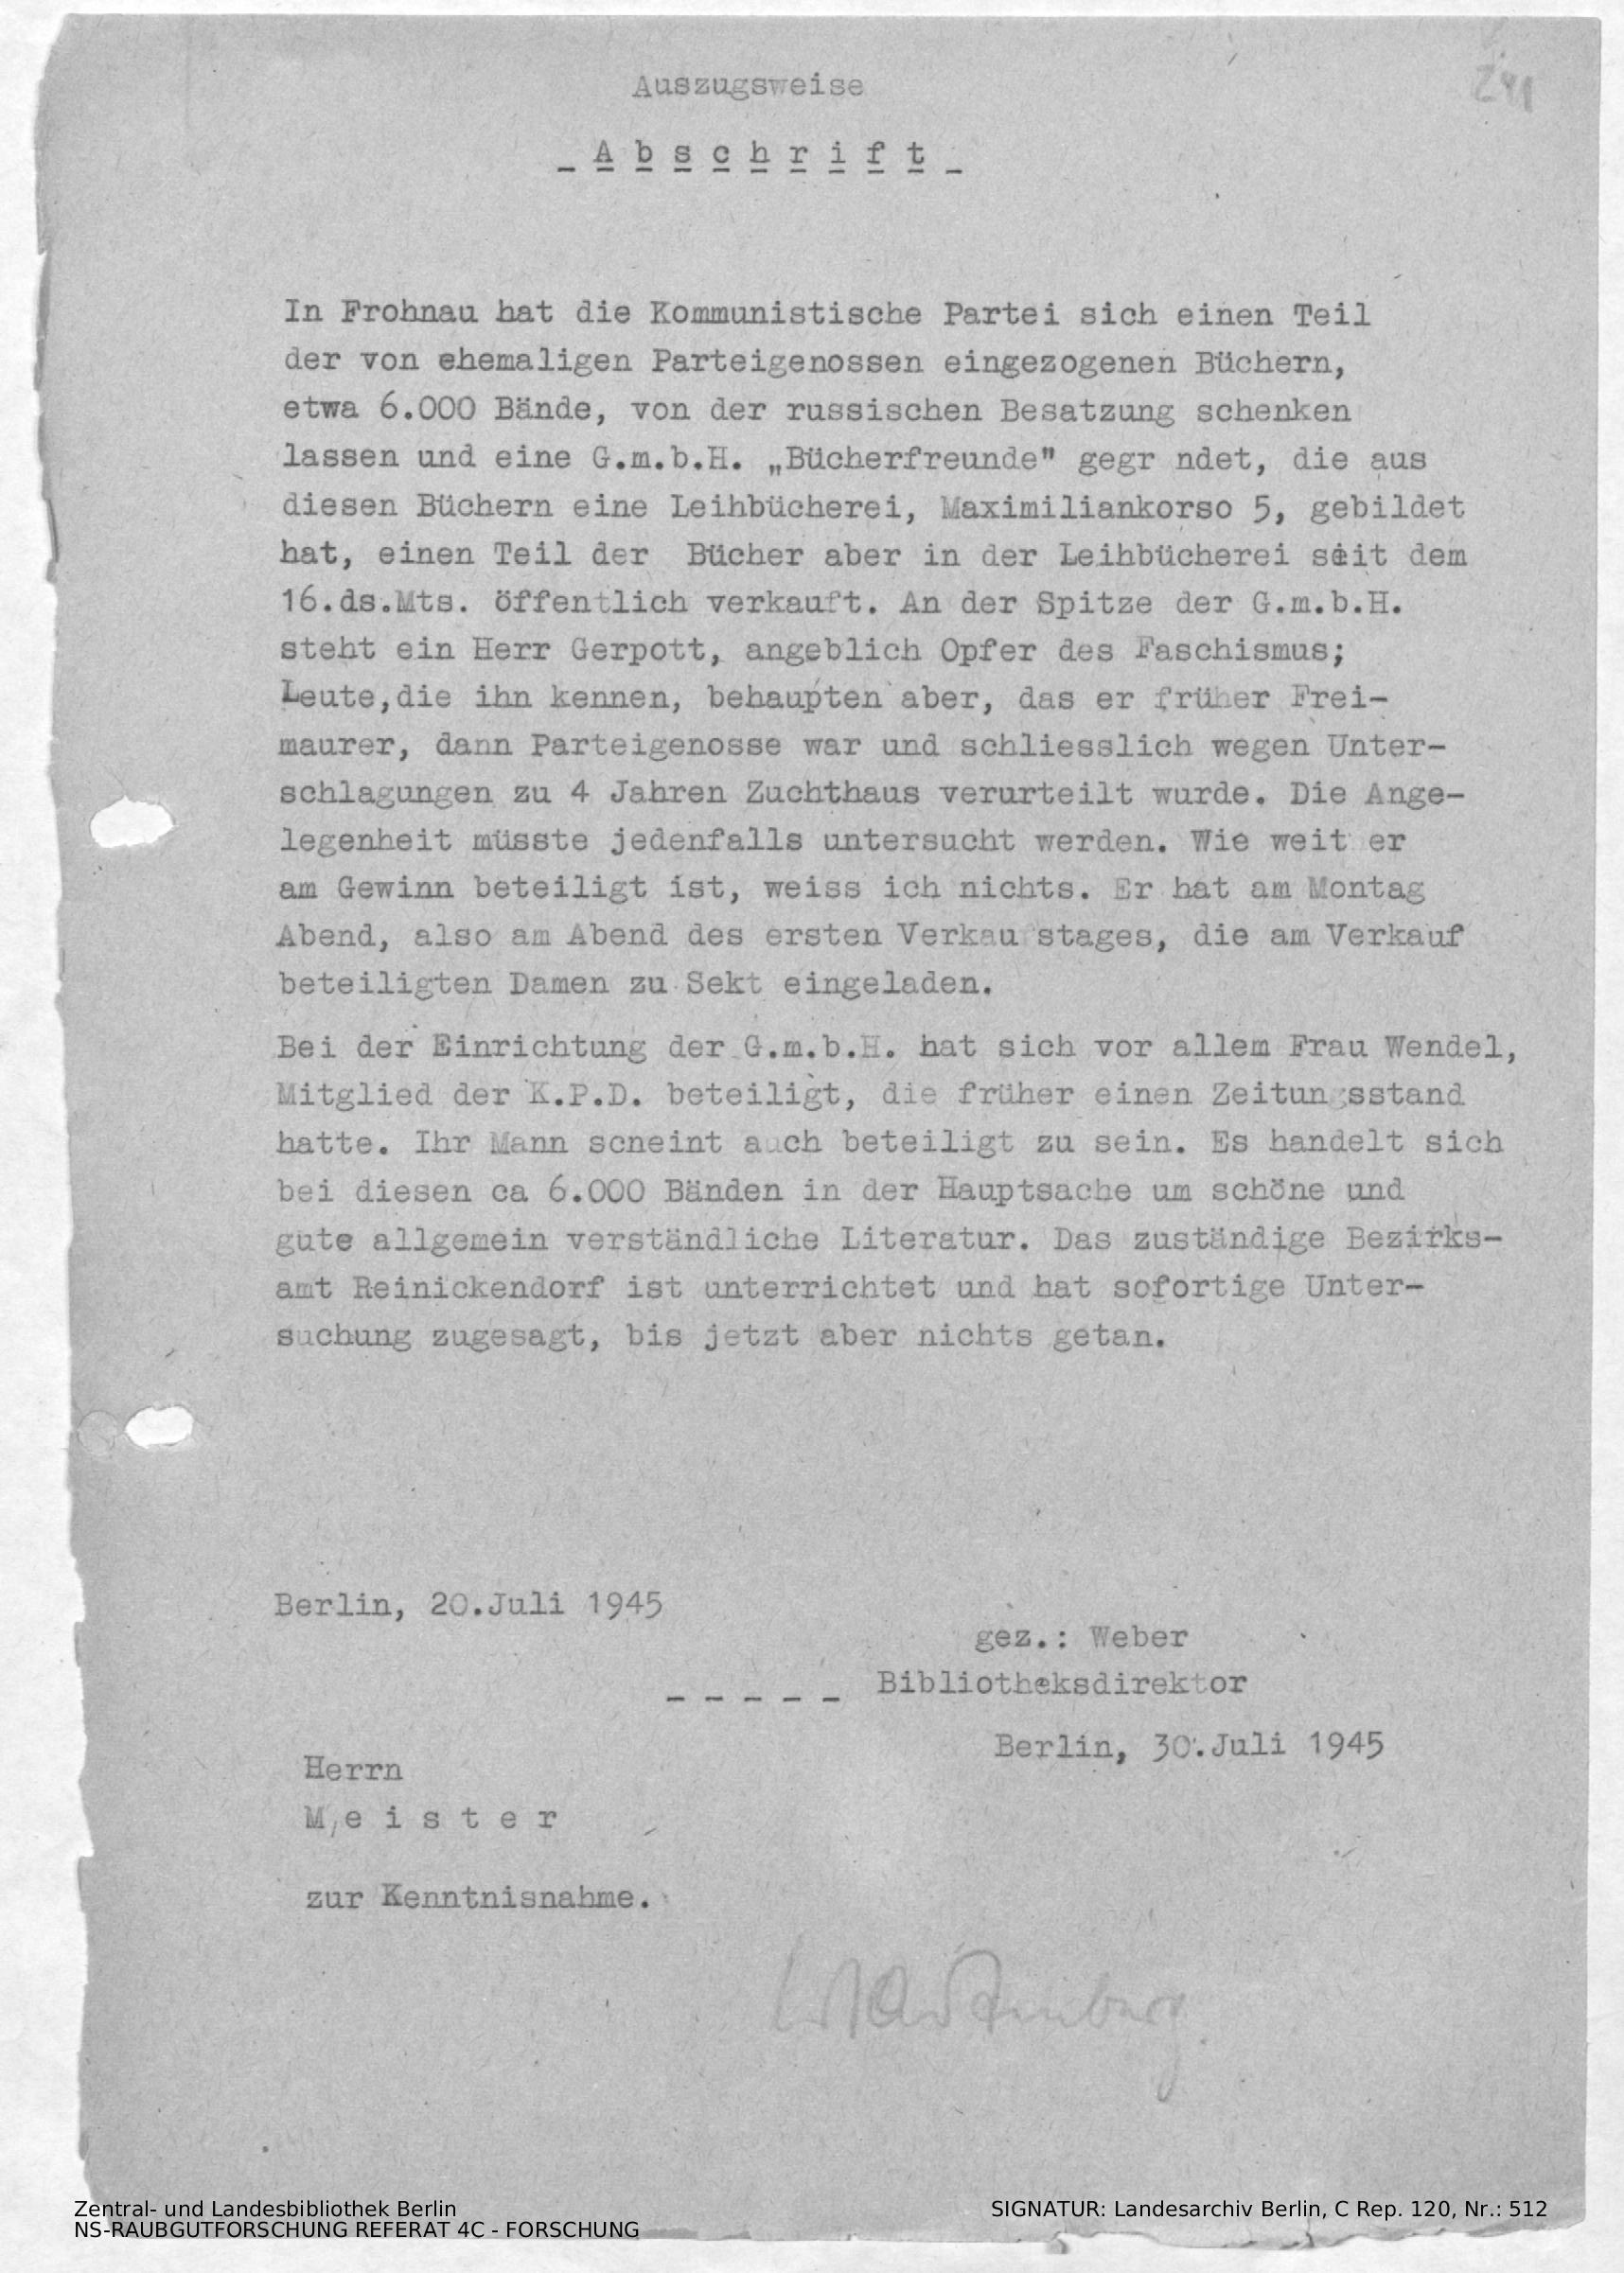 241
Auszugsweise
_ A b s c h r i f t _
In Frohnau hat die Kommunistische Partei sich einen Teil
der von ehemaligen Parteigenossen eingezogenen Büchern,
etwa 6.000 Bände, von der russischen Besatzung schenken
lassen und eine G.m.b.H. „Bücherfreunde" gegr ndet, die aus
diesen Büchern eine Leihbücherei, Maximiliankorso 5, gebildet
hat, einen Teil der  Bücher aber in der Leihbücherei seit dem
16.ds.Mts. öffentlich verkauft. An der Spitze der G.m.b.H.
steht ein Herr Gerpott, angeblich Opfer des Faschismus;
Leute,die ihn kennen, behaupten aber, das er früher Frei-
maurer, dann Parteigenosse war und schliesslich wegen Unter-
schlagungen zu 4 Jahren Zuchthaus verurteilt wurde. Die Ange-
legenheit müsste jedenfalls untersucht werden. Wie weit er
am Gewinn beteiligt ist, weiss ich nichts. Er hat am Montag
Abend, also am Abend des ersten Verkaufstages, die am Verkauf
beteiligten Damen zu Sekt eingeladen.
Bei der Einrichtung der G.m.b.H. hat sich vor allem Frau Wendel,
Mitglied der K.P.D. beteiligt, die früher einen Zeitungsstand
hatte. Ihr Mann scheint auch beteiligt zu sein. Es handelt sich
bei diesen ca 6.000 Bänden in der Hauptsache um schöne und
gute allgemein verständliche Literatur. Das zuständige Bezirks-
amt Reinickendorf ist unterrichtet und hat sofortige Unter-
suchung zugesagt, bis jetzt aber nichts getan.
Berlin, 20.Juli 1945
gez.: Weber
_ _ _ _ _ Bibliotheksdirektor
Berlin, 30.Juli 1945
Herrn
M e i s t e r
zur Kenntnisnahme.
Zentral- und Landesbibliothek Berlin
NS-RAUBGUTFORSCHUNG REFERAT 4C - FORSCHUNG
SIGNATUR: Landesarchiv Berlin, C Rep. 120, Nr.: 512